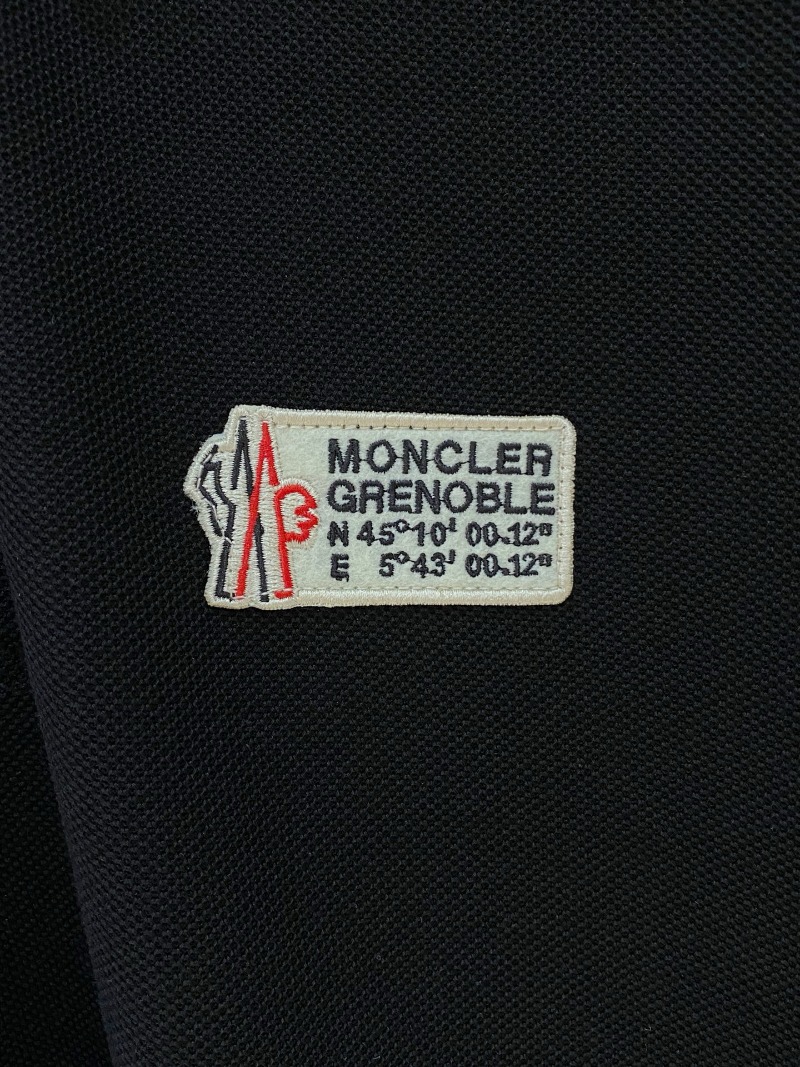 MONCLER
GRENOBLE
N 45°10' 00.12"
E 5°43' 00.12"